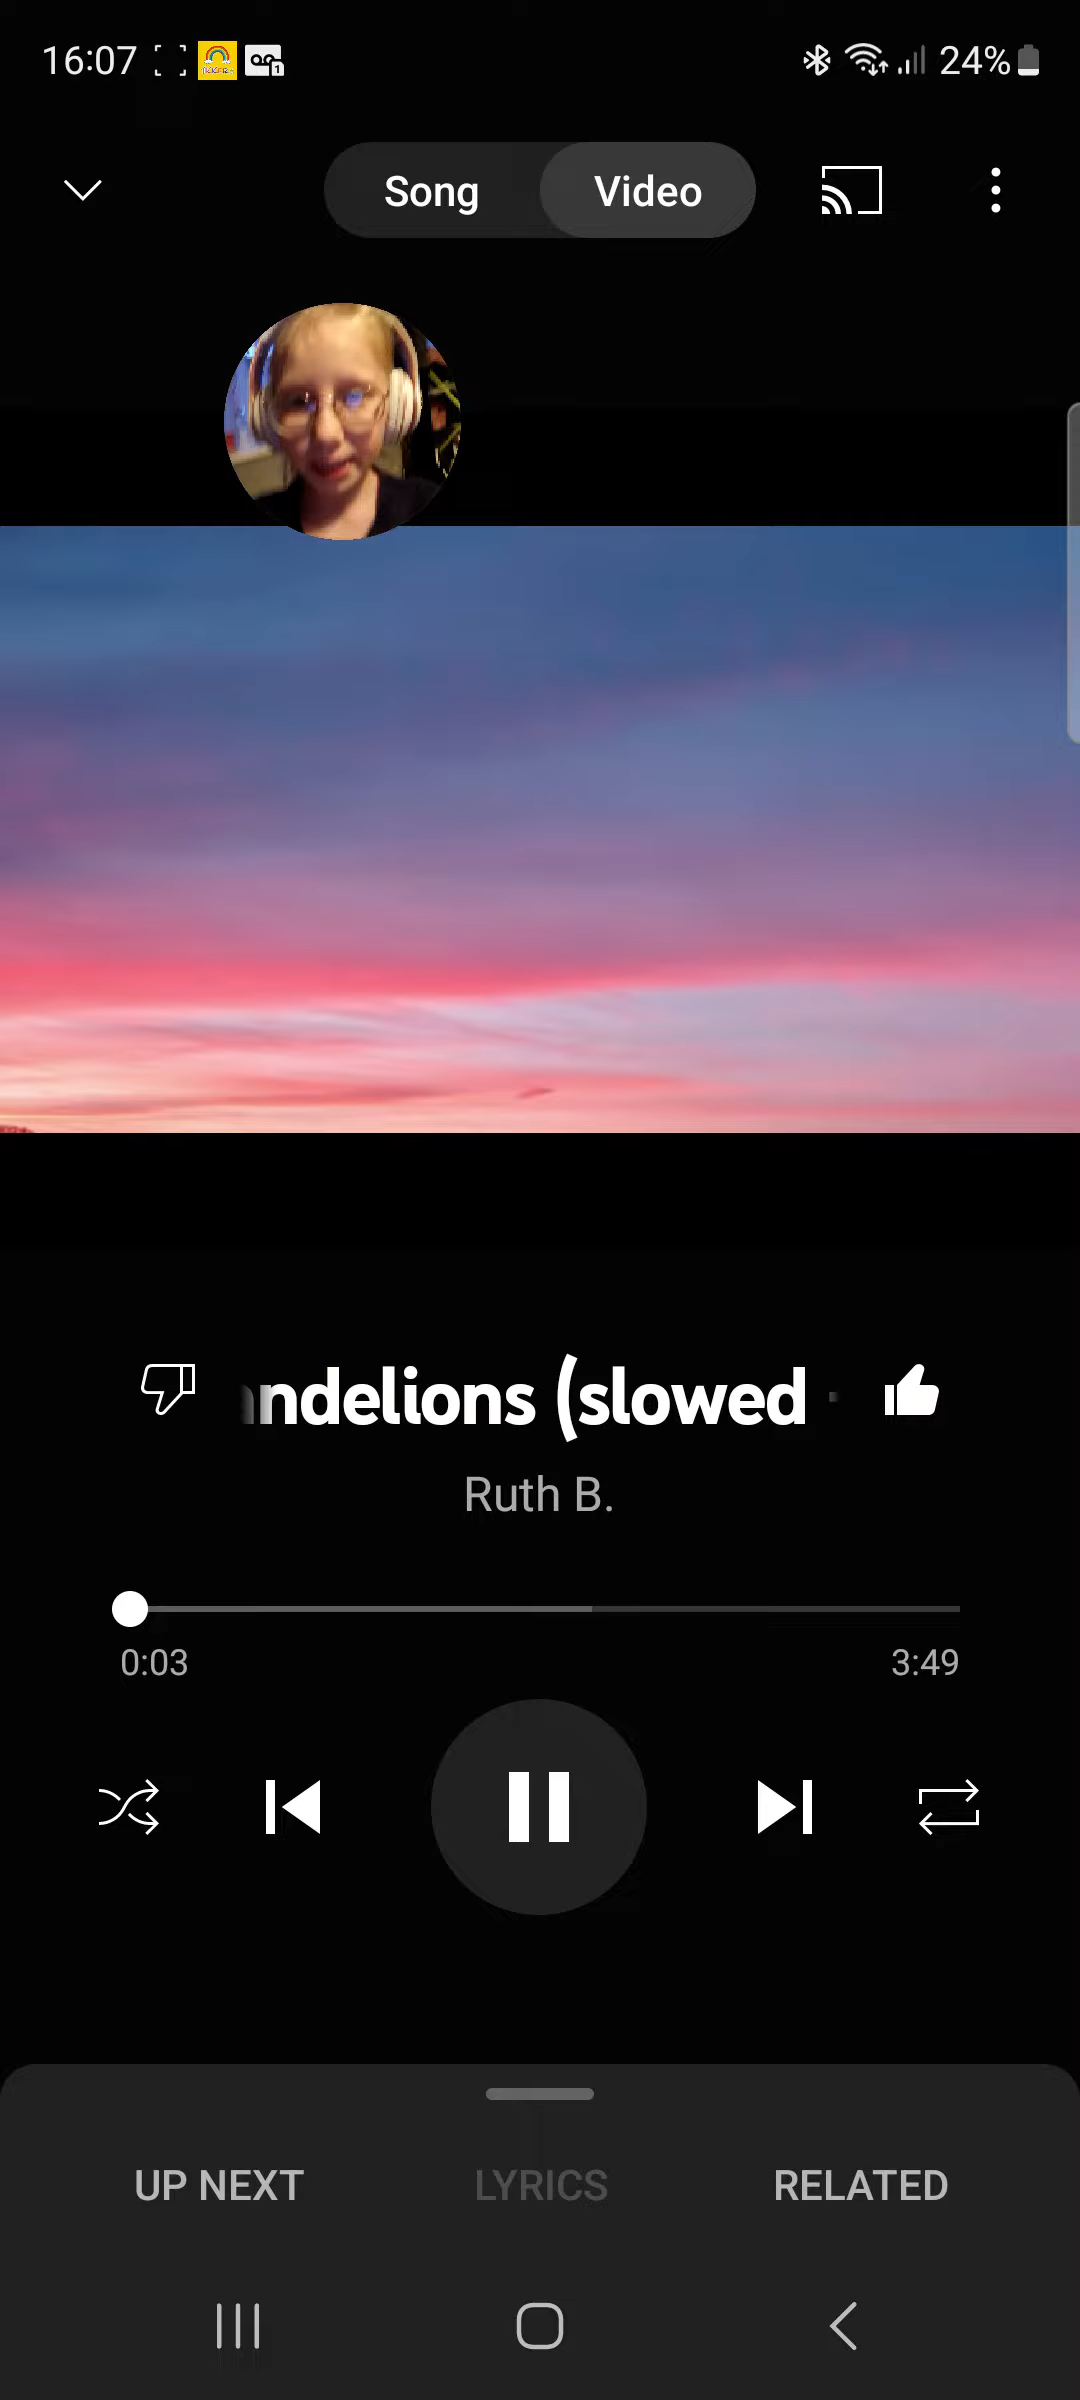 16:07 24%
Song Video
ndelions (slowed
Ruth B.
0:03 3:49
UP NEXT LYRICS RELATED